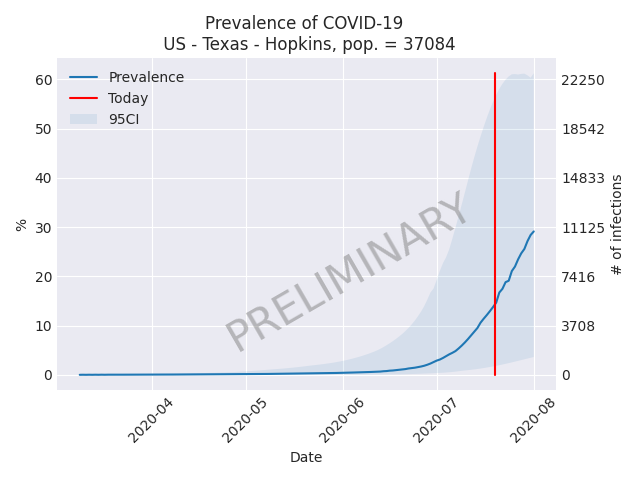 Prevalence of COVID-19
US - Texas - Hopkins, pop. = 37084
Prevalence
Today
95CI
60
50
40
30
20
10
0
%
22250
18542
14833
11125
7416
3708
0
# of infections
PRELIMINARY
2020-04
2020-05
2020-06
2020-07
2020-08
Date